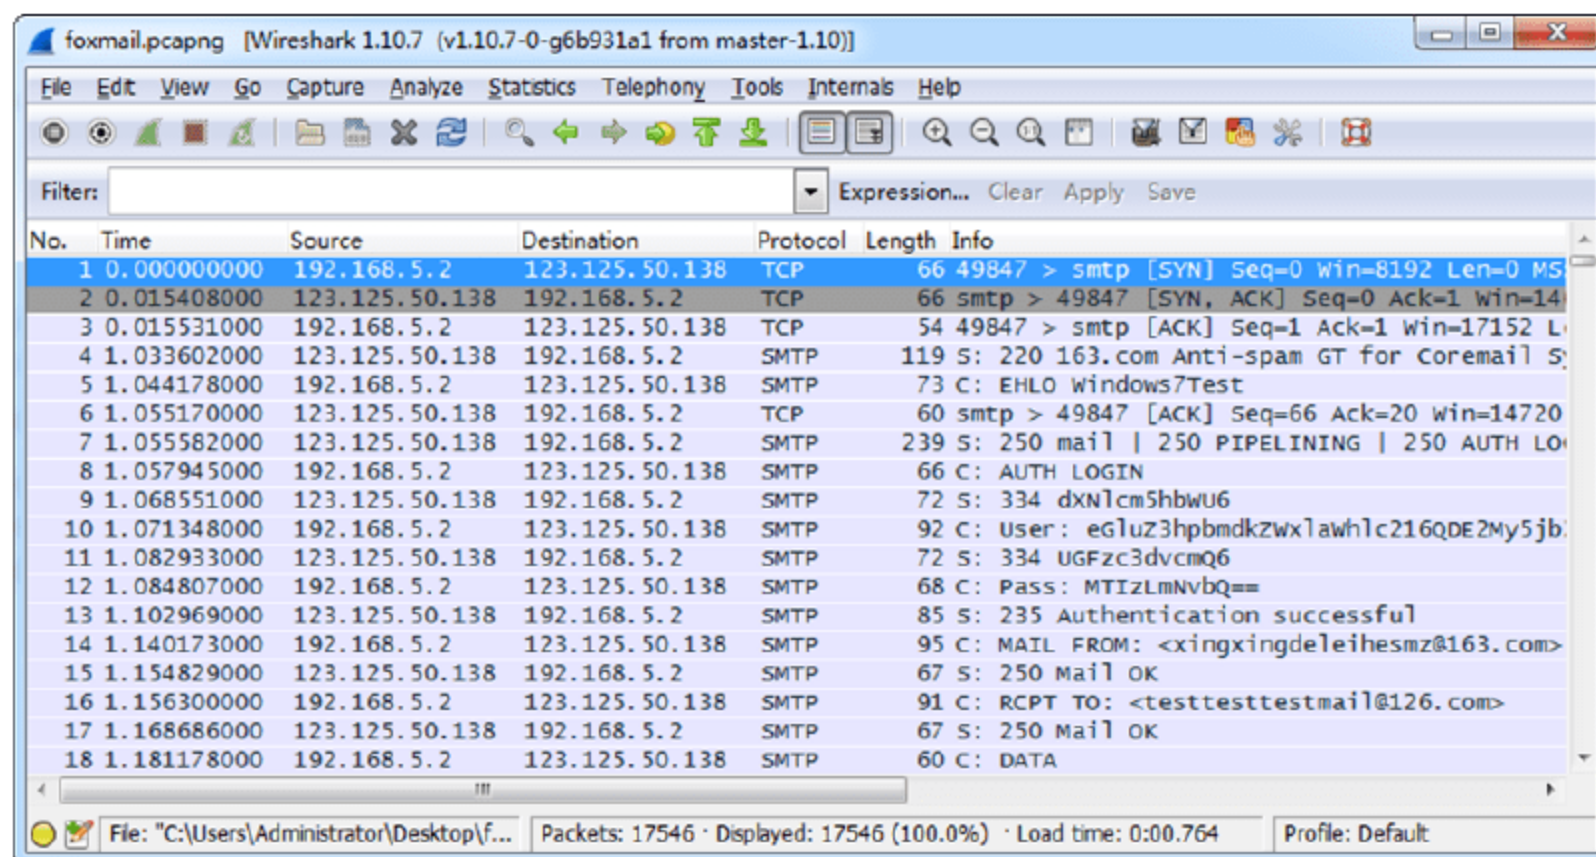 foxmail.pcapng [Wireshark 1.10.7 (v1.10.7-0-g6b931a1 from master-1.10)]
File Edit View Go Capture Analyze Statistics Telephony Tools Internals Help
Filter: Expression... Clear Apply Save
No. Time Source Destination Protocol Length Info
1 0.000000000 192.168.5.2 123.125.50.138 TCP 66 49847 > smtp [SYN] Seq=0 Win=8192 Len=0 MS
2 0.015408000 123.125.50.138 192.168.5.2 TCP 66 smtp > 49847 [SYN, ACK] Seq=0 Ack=1 Win=14
3 0.015531000 192.168.5.2 123.125.50.138 TCP 54 49847 > smtp [ACK] Seq=1 Ack=1 Win=17152 L
4 1.033602000 123.125.50.138 192.168.5.2 SMTP 119 S: 220 163.com Anti-spam GT for Coremail Sy
5 1.044178000 192.168.5.2 123.125.50.138 SMTP 73 C: EHLO Windows7Test
6 1.055170000 123.125.50.138 192.168.5.2 TCP 60 smtp > 49847 [ACK] Seq=66 Ack=20 Win=14720
7 1.055582000 123.125.50.138 192.168.5.2 SMTP 239 S: 250 mail | 250 PIPELINING | 250 AUTH LO
8 1.057945000 192.168.5.2 123.125.50.138 SMTP 66 C: AUTH LOGIN
9 1.068551000 123.125.50.138 192.168.5.2 SMTP 72 S: 334 dXNlcm5hbWU6
10 1.071348000 192.168.5.2 123.125.50.138 SMTP 92 C: User: eGluZ3hpbmdkZWxlaWhlc216QDE2My5jb
11 1.082933000 123.125.50.138 192.168.5.2 SMTP 72 S: 334 UGFzc3dvcmQ6
12 1.084807000 192.168.5.2 123.125.50.138 SMTP 68 C: Pass: MTIzLmNvbQ==
13 1.102969000 123.125.50.138 192.168.5.2 SMTP 85 S: 235 Authentication successful
14 1.140173000 192.168.5.2 123.125.50.138 SMTP 95 C: MAIL FROM: <xingxingdeleihesmz@163.com>
15 1.154829000 123.125.50.138 192.168.5.2 SMTP 67 S: 250 Mail OK
16 1.156300000 192.168.5.2 123.125.50.138 SMTP 91 C: RCPT TO: <testtesttestmail@126.com>
17 1.168686000 123.125.50.138 192.168.5.2 SMTP 67 S: 250 Mail OK
18 1.181178000 192.168.5.2 123.125.50.138 SMTP 60 C: DATA
File: "C:\Users\Administrator\Desktop\f... Packets: 17546 · Displayed: 17546 (100.0%) · Load time: 0:00.764 Profile: Default